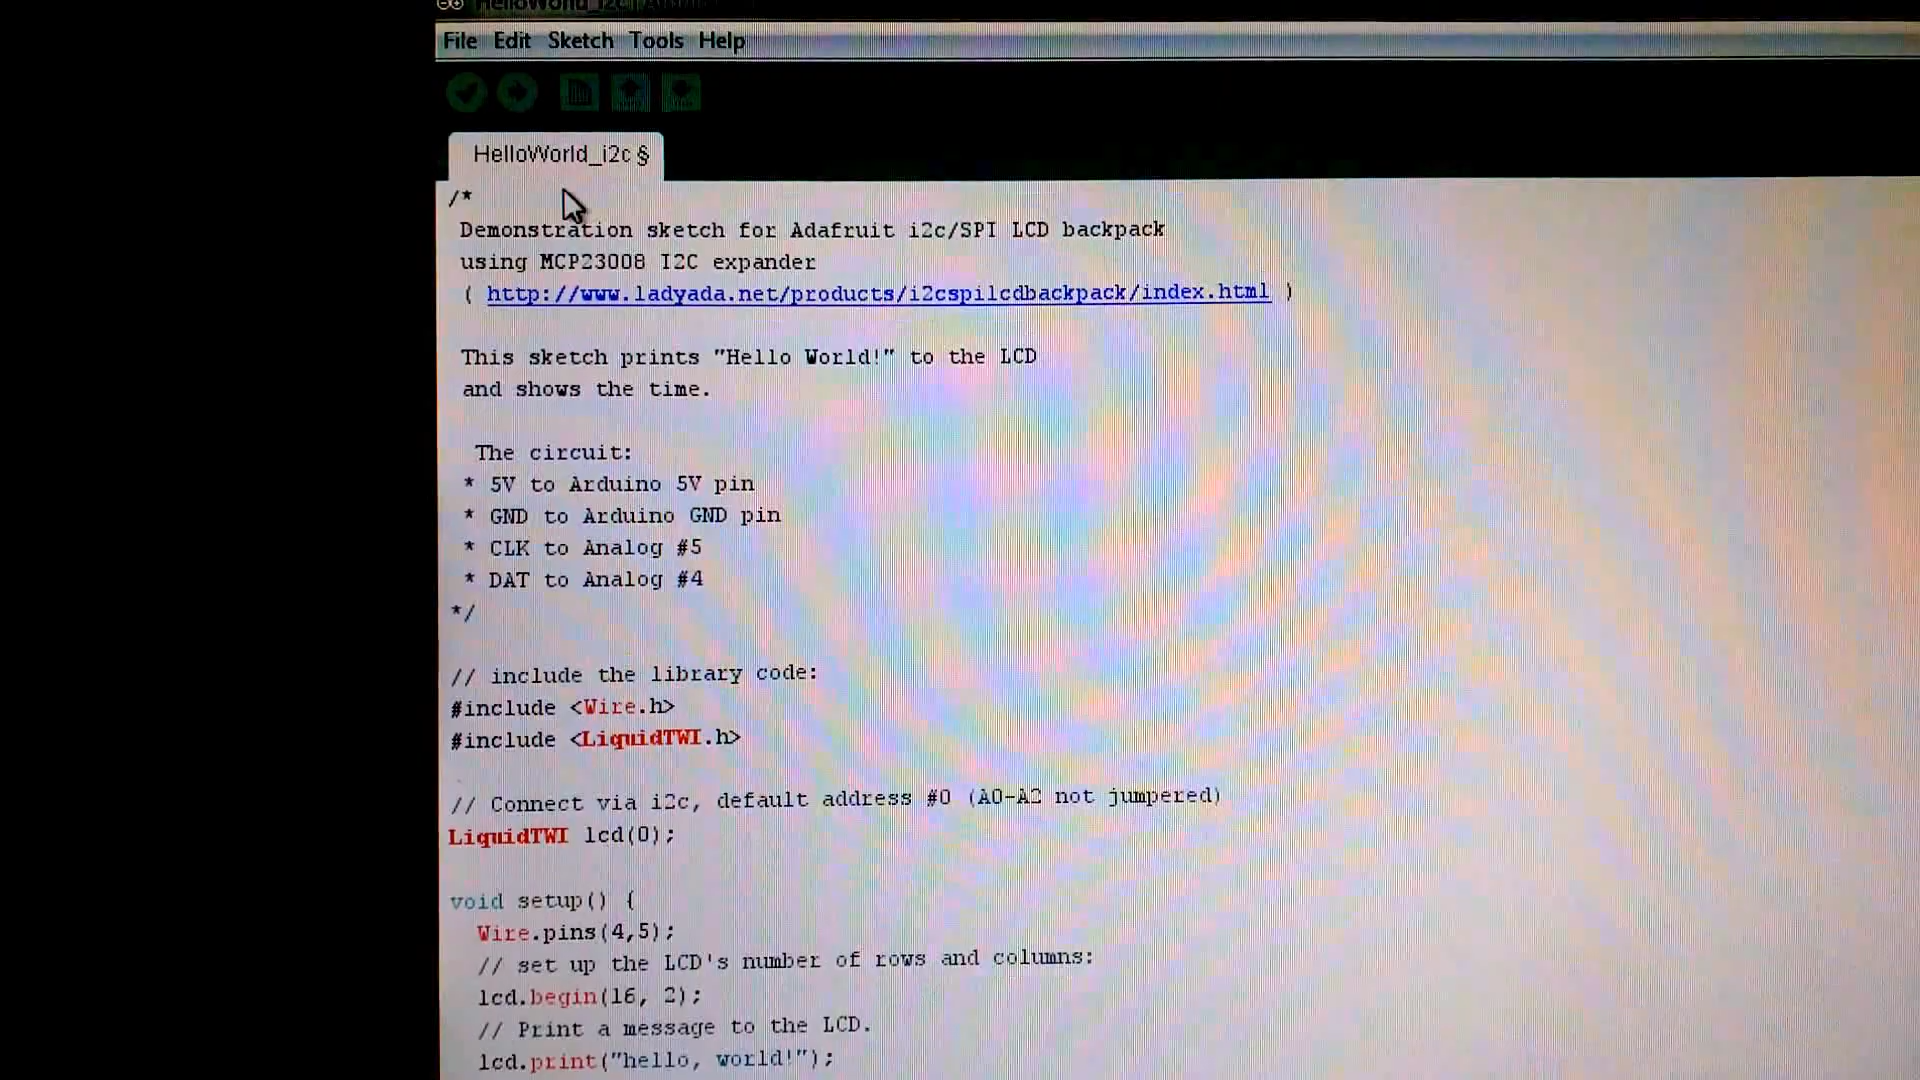 File Edit Sketch Tools Help
HelloWorld_i2c §
/*
Demonstration sketch for Adafruit i2c/SPI LCD backpack
using MCP23008 I2C expander
( http://www.ladyada.net/products/i2cspilcdbackpack/index.html )
This sketch prints "Hello World!" to the LCD
and shows the time.
The circuit:
* 5V to Arduino 5V pin
* GND to Arduino GND pin
* CLK to Analog #5
* DAT to Analog #4
*/
// include the library code:
#include <Wire.h>
#include <LiquidTWI.h>
// Connect via i2c, default address #0 (A0-A2 not jumpered)
LiquidTWI lcd(0);
void setup() {
Wire.pins(4,5);
// set up the LCD's number of rows and columns:
lcd.begin(16, 2);
// Print a message to the LCD.
lcd.print("hello, world!");